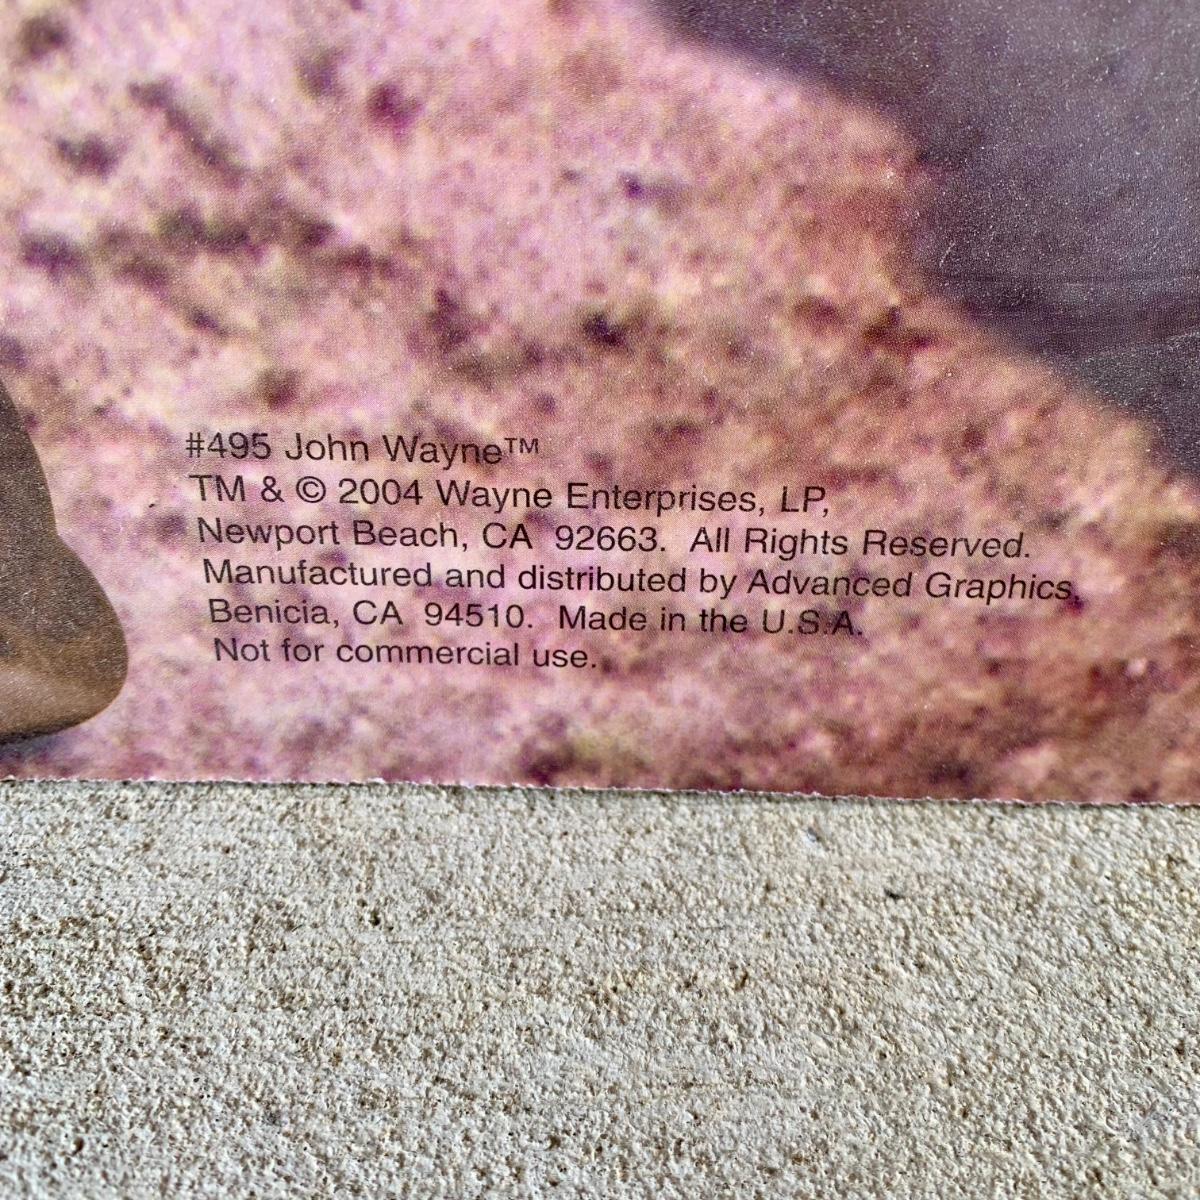 #495 John Wayne™
TM & © 2004 Wayne Enterprises, LP,
Newport Beach, CA  92663.  All Rights Reserved.
Manufactured and distributed by Advanced Graphics,
Benicia, CA  94510.  Made in the U.S.A.
Not for commercial use.